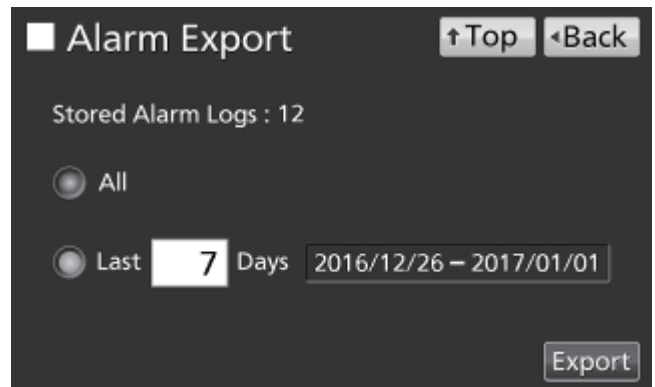 Alarm Export
↑Top
◂Back
Stored Alarm Logs : 12
All
Last 7 Days 2016/12/26 – 2017/01/01
Export